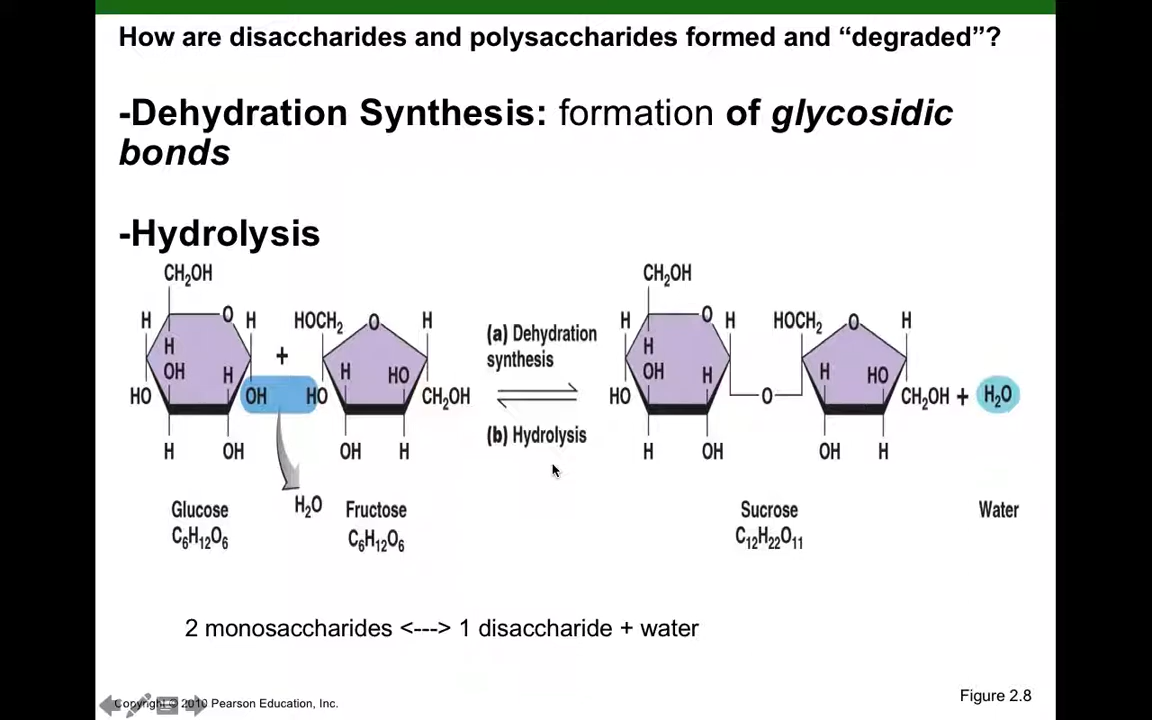 How are disaccharides and polysaccharides formed and “degraded”?
-Dehydration Synthesis: formation of glycosidic
bonds
-Hydrolysis
CH₂OH CH₂OH
H O H HOCH₂ O H (a) Dehydration H O H HOCH₂ O H
synthesis
H + H
OH H H HO OH H H HO
HO OH HO CH₂OH HO O CH₂OH + H₂O
(b) Hydrolysis
H OH OH H H OH OH H
H₂O
Glucose Fructose Sucrose Water
C₆H₁₂O₆ C₆H₁₂O₆ C₁₂H₂₂O₁₁
2 monosaccharides <---> 1 disaccharide + water
Figure 2.8
Copyright © 2010 Pearson Education, Inc.